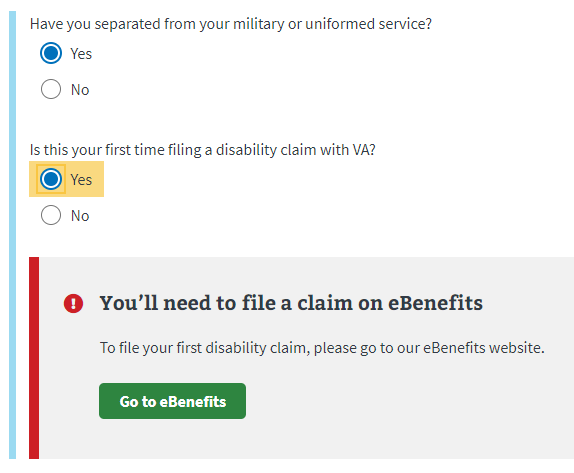 Have you separated from your military or uniformed service?
Yes
No
Is this your first time filing a disability claim with VA?
Yes
No
You’ll need to file a claim on eBenefits
To file your first disability claim, please go to our eBenefits website.
Go to eBenefits